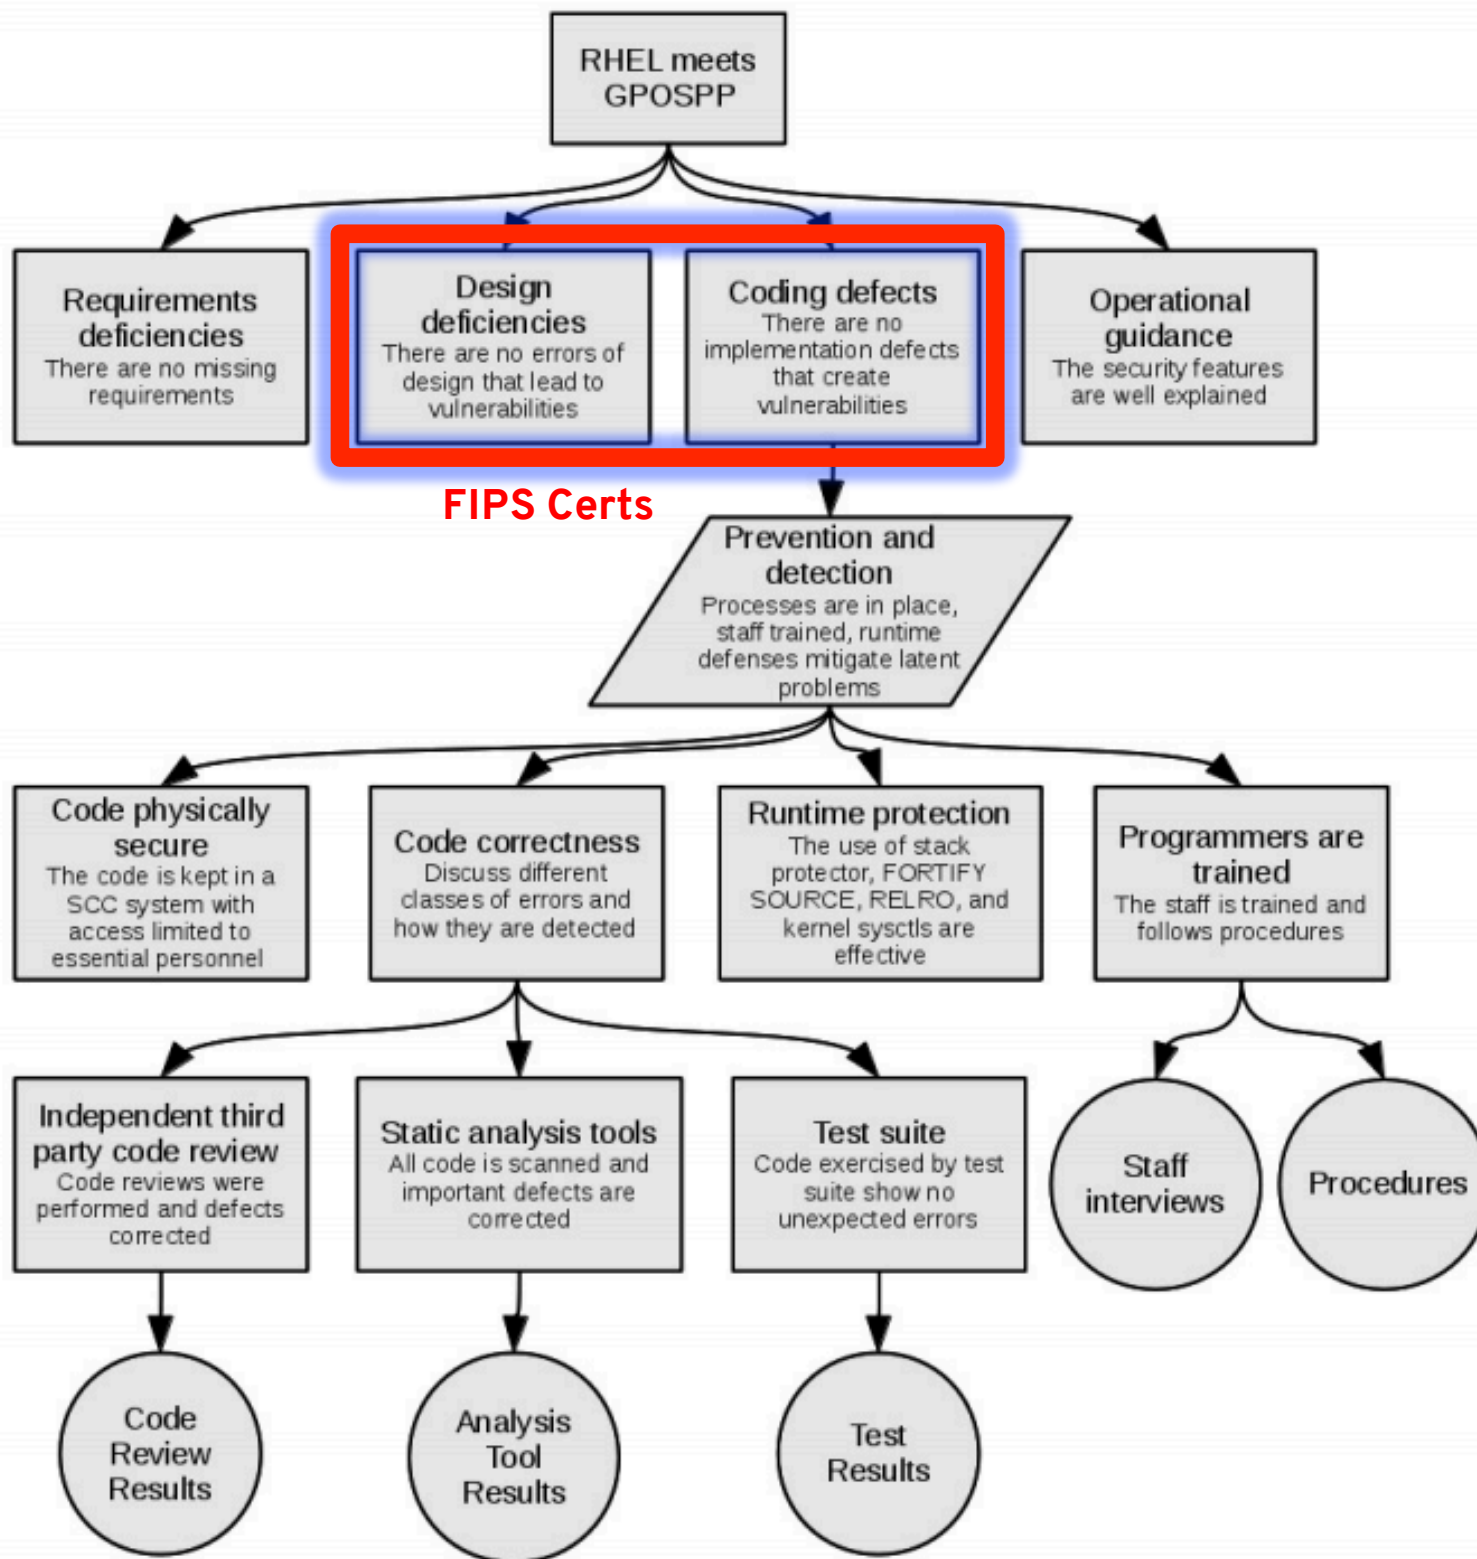 RHEL meets
GPOSPP
Requirements
deficiencies
There are no missing
requirements
Design
deficiencies
There are no errors of
design that lead to
vulnerabilities
Coding defects
There are no
implementation defects
that create
vulnerabilities
Operational
guidance
The security features
are well explained
FIPS Certs
Prevention and
detection
Processes are in place,
staff trained, runtime
defenses mitigate latent
problems
Code physically
secure
The code is kept in a
SCC system with
access limited to
essential personnel
Code correctness
Discuss different
classes of errors and
how they are detected
Runtime protection
The use of stack
protector, FORTIFY
SOURCE, RELRO, and
kernel sysctls are
effective
Programmers are
trained
The staff is trained and
follows procedures
Independent third
party code review
Code reviews were
performed and defects
corrected
Static analysis tools
All code is scanned and
important defects are
corrected
Test suite
Code exercised by test
suite show no
unexpected errors
Staff
interviews
Procedures
Code
Review
Results
Analysis
Tool
Results
Test
Results